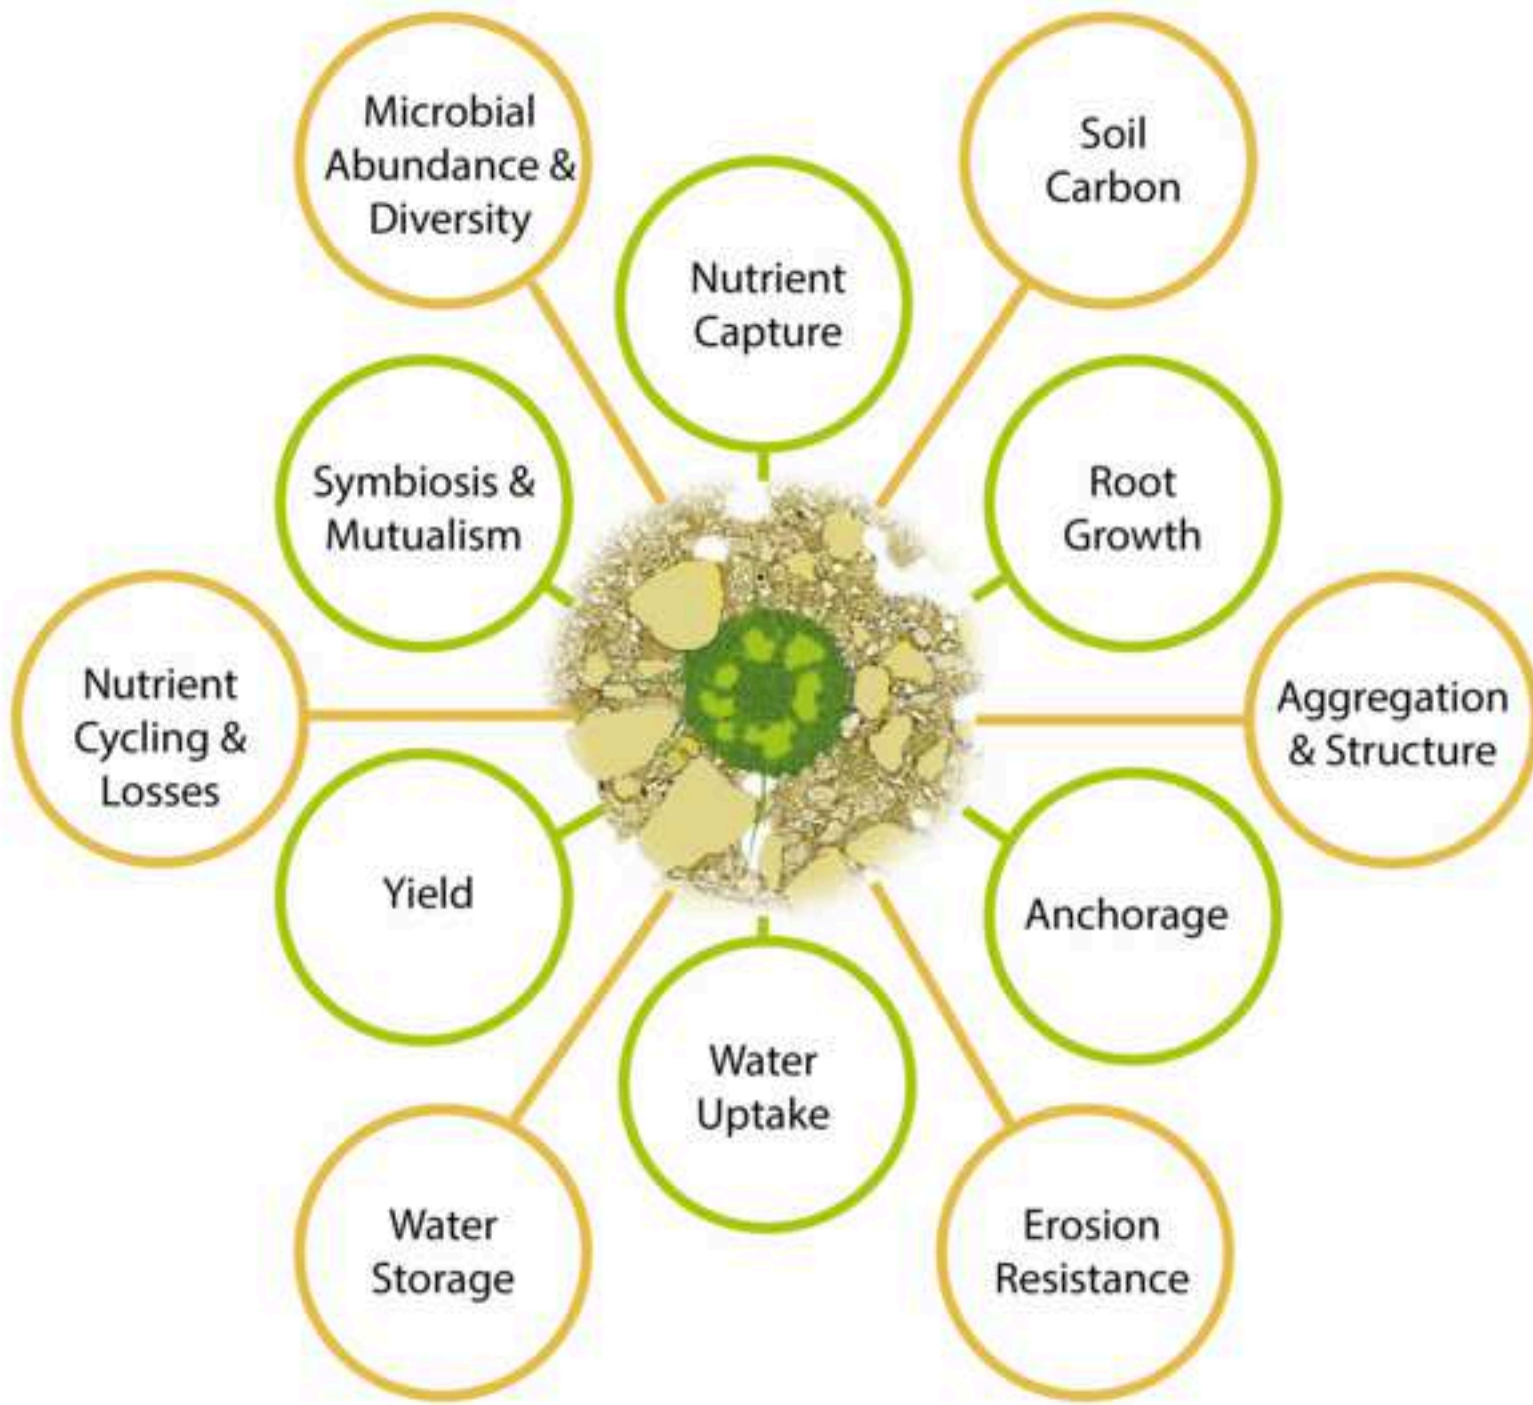 Microbial
Abundance &
Diversity
Soil
Carbon
Nutrient
Capture
Symbiosis &
Mutualism
Root
Growth
Nutrient
Cycling &
Losses
Aggregation
& Structure
Yield
Anchorage
Water
Uptake
Water
Storage
Erosion
Resistance